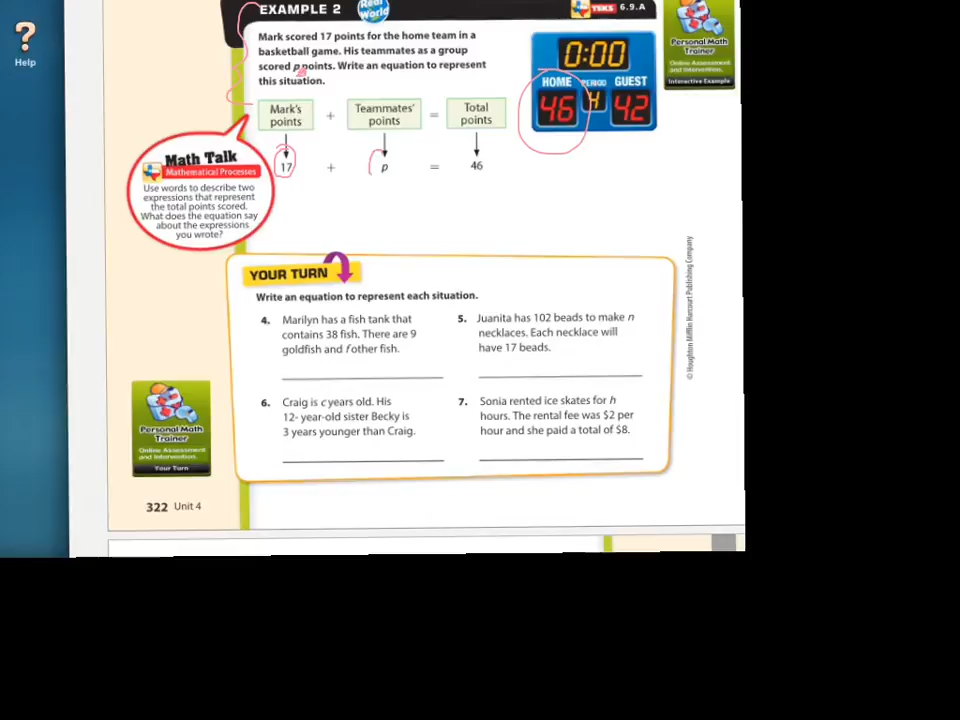 ?
Help
EXAMPLE 2
Real World
TEKS 6.9.A
Mark scored 17 points for the home team in a
basketball game. His teammates as a group
scored p points. Write an equation to represent
this situation.
0:00
HOME PERIOD GUEST
46 4 42
Personal Math
Trainer
Online Assessment
and Intervention
Interactive Example
Mark's
points
+
Teammates'
points
=
Total
points
17 + p = 46
Math Talk
Mathematical Processes
Use words to describe two
expressions that represent
the total points scored.
What does the equation say
about the expressions
you wrote?
YOUR TURN
Write an equation to represent each situation.
4. Marilyn has a fish tank that
contains 38 fish. There are 9
goldfish and f other fish.
5. Juanita has 102 beads to make n
necklaces. Each necklace will
have 17 beads.
6. Craig is c years old. His
12- year-old sister Becky is
3 years younger than Craig.
7. Sonia rented ice skates for h
hours. The rental fee was $2 per
hour and she paid a total of $8.
Personal Math
Trainer
Online Assessment
and Intervention
Your Turn
© Houghton Mifflin Harcourt Publishing Company
322 Unit 4